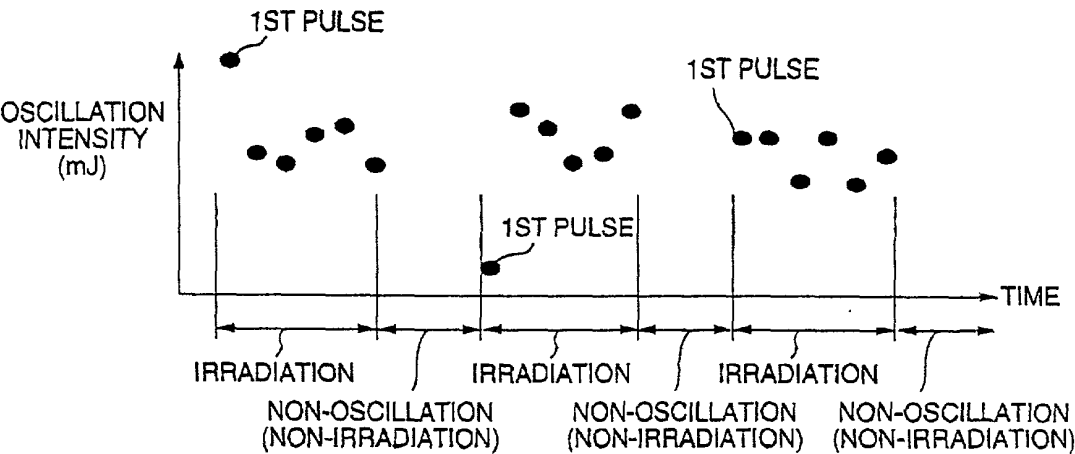 1ST PULSE
OSCILLATION
INTENSITY
(mJ)
1ST PULSE
1ST PULSE
TIME
IRRADIATION
IRRADIATION
IRRADIATION
NON-OSCILLATION
(NON-IRRADIATION)
NON-OSCILLATION
(NON-IRRADIATION)
NON-OSCILLATION
(NON-IRRADIATION)